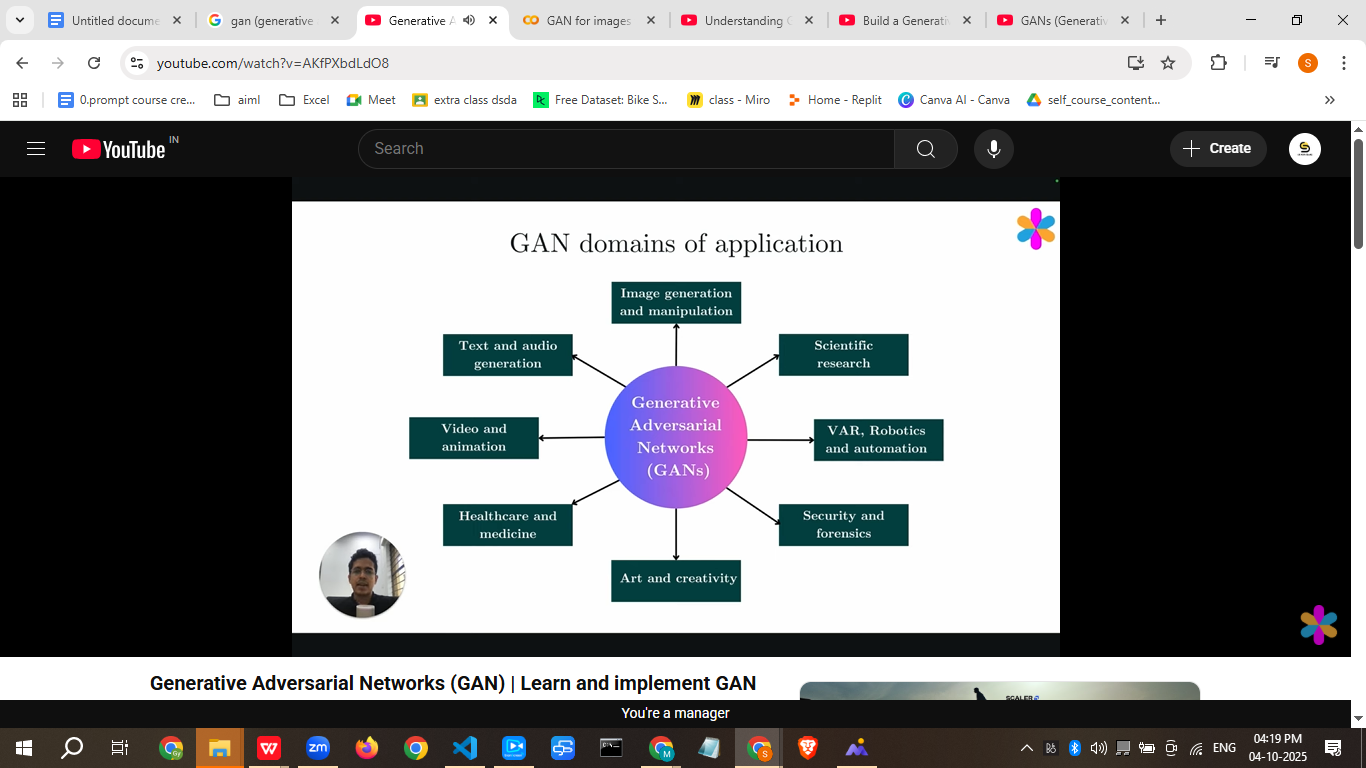 Untitled docume
gan (generative
Generative A
GAN for images
Understanding
Build a Generati
GANs (Generativ
youtube.com/watch?v=AKfPXbdLdO8
S
0.prompt course cre...
aiml
Excel
Meet
extra class dsda
Free Dataset: Bike S...
class - Miro
Home - Replit
Canva AI - Canva
self_course_content...
YouTube IN
Search
Create
GAN domains of application
Image generation
and manipulation
Text and audio
generation
Scientific
research
Generative
Adversarial
Networks
(GANs)
Video and
animation
VAR, Robotics
and automation
Healthcare and
medicine
Security and
forensics
Art and creativity
Generative Adversarial Networks (GAN) | Learn and implement GAN
SCALER
You're a manager
ENG
04:19 PM
04-10-2025